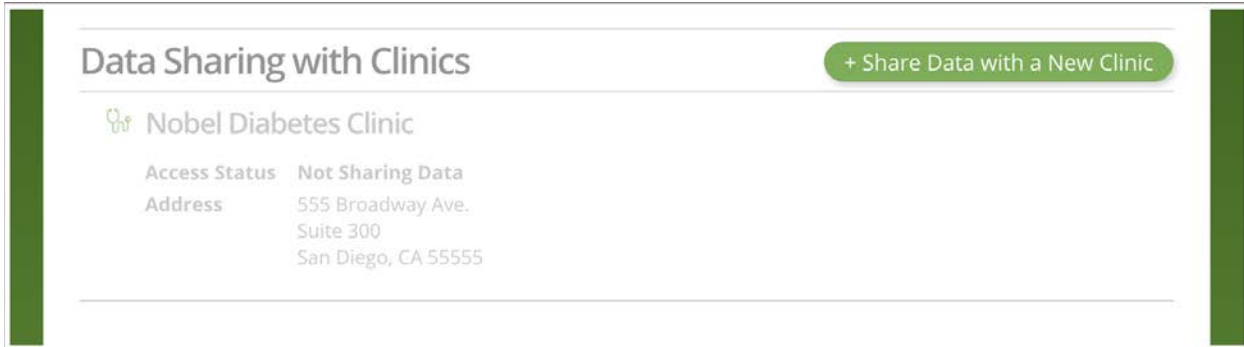 Data Sharing with Clinics
+ Share Data with a New Clinic
Nobel Diabetes Clinic
Access Status Not Sharing Data
Address 555 Broadway Ave.
Suite 300
San Diego, CA 55555